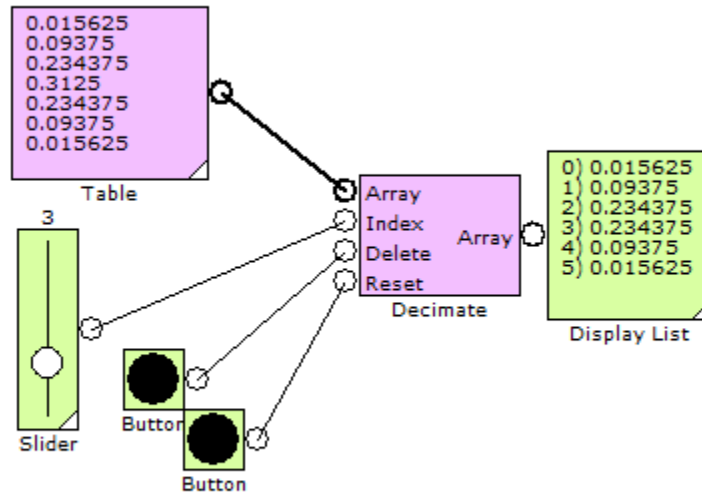 0.015625
0.09375
0.234375
0.3125
0.234375
0.09375
0.015625
Table
3
Slider
Button
Button
Array
Index
Delete
Reset
Array
Decimate
0) 0.015625
1) 0.09375
2) 0.234375
3) 0.234375
4) 0.09375
5) 0.015625
Display List